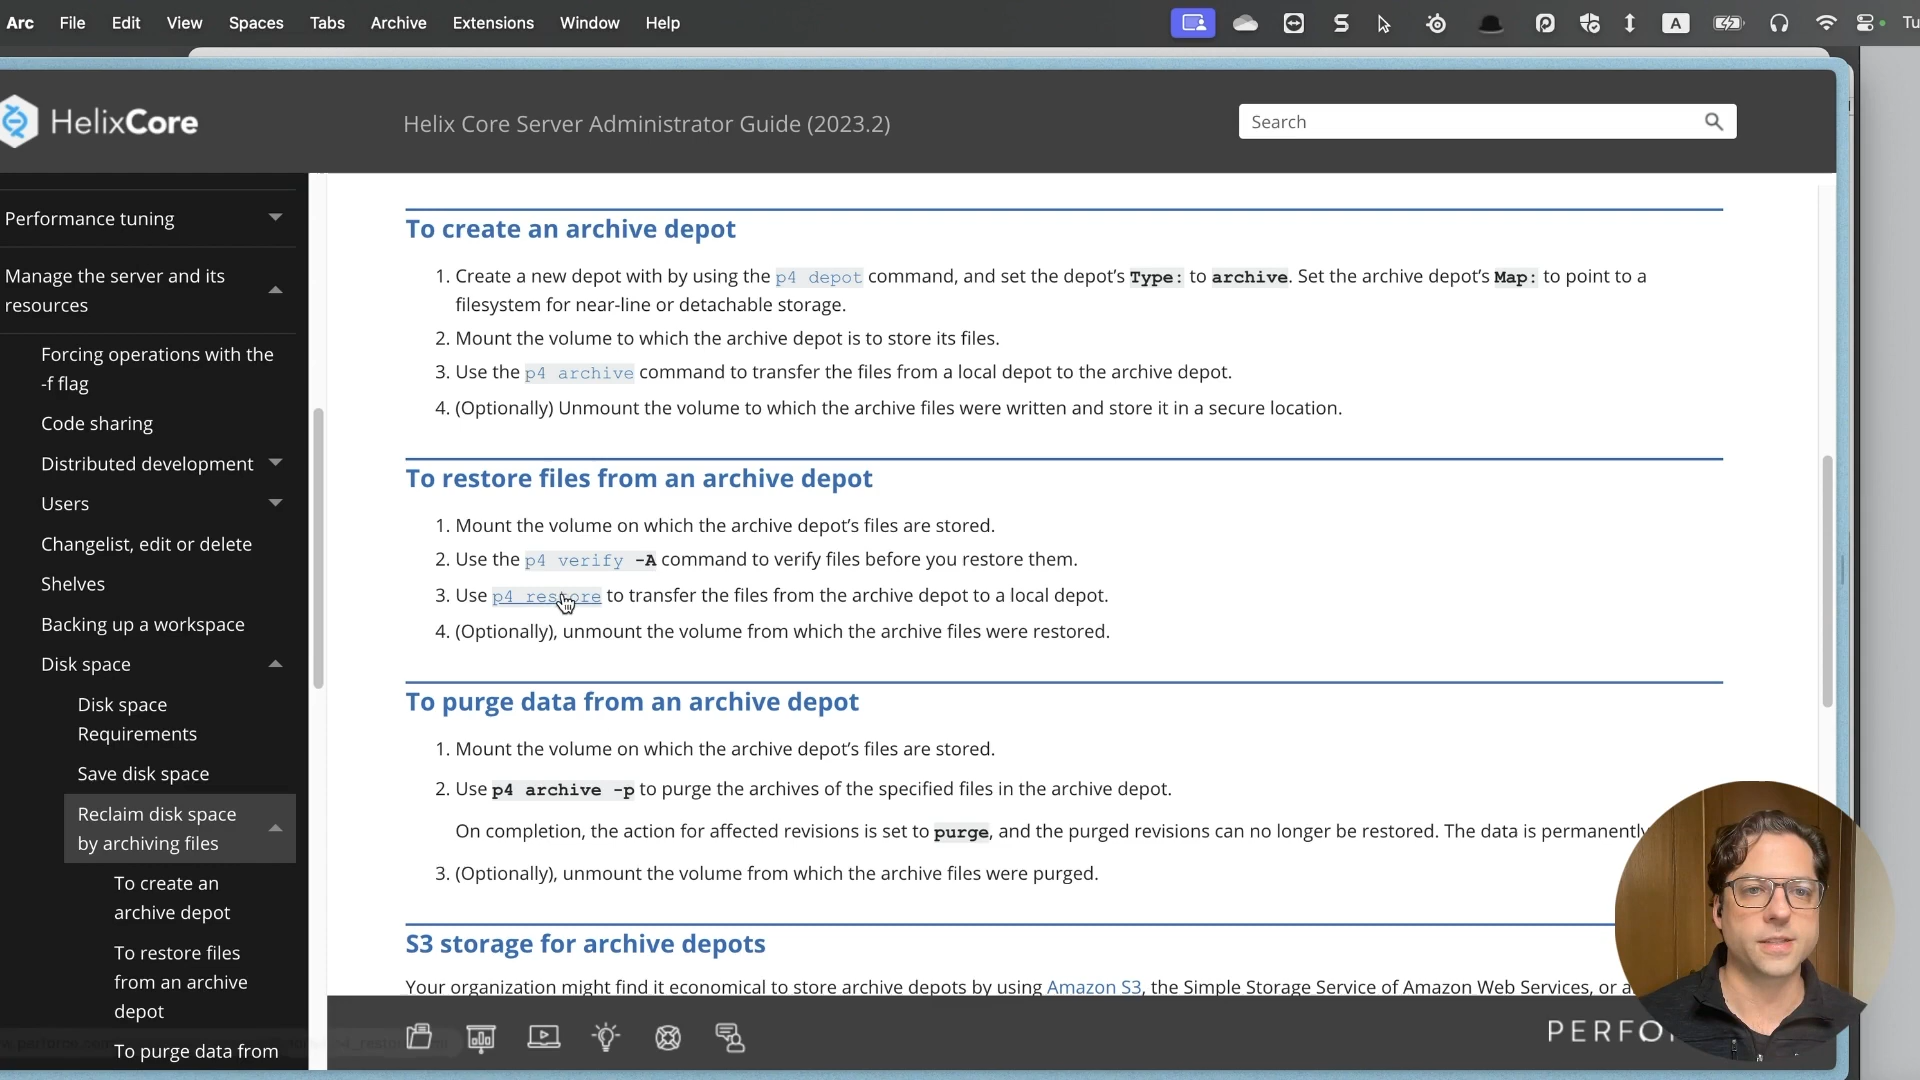 Arc File Edit View Spaces Tabs Archive Extensions Window Help A Tu
HelixCore
Helix Core Server Administrator Guide (2023.2)
Search
Performance tuning
Manage the server and its
resources
Forcing operations with the
-f flag
Code sharing
Distributed development
Users
Changelist, edit or delete
Shelves
Backing up a workspace
Disk space
Disk space
Requirements
Save disk space
Reclaim disk space
by archiving files
To create an
archive depot
To restore files
from an archive
depot
To purge data from
To create an archive depot
1. Create a new depot with by using the p4 depot command, and set the depot's Type: to archive. Set the archive depot's Map: to point to a
filesystem for near-line or detachable storage.
2. Mount the volume to which the archive depot is to store its files.
3. Use the p4 archive command to transfer the files from a local depot to the archive depot.
4. (Optionally) Unmount the volume to which the archive files were written and store it in a secure location.
To restore files from an archive depot
1. Mount the volume on which the archive depot's files are stored.
2. Use the p4 verify -A command to verify files before you restore them.
3. Use p4 restore to transfer the files from the archive depot to a local depot.
4. (Optionally), unmount the volume from which the archive files were restored.
To purge data from an archive depot
1. Mount the volume on which the archive depot's files are stored.
2. Use p4 archive -p to purge the archives of the specified files in the archive depot.
On completion, the action for affected revisions is set to purge, and the purged revisions can no longer be restored. The data is permanently
3. (Optionally), unmount the volume from which the archive files were purged.
S3 storage for archive depots
Your organization might find it economical to store archive depots by using Amazon S3, the Simple Storage Service of Amazon Web Services, or a
PERFO